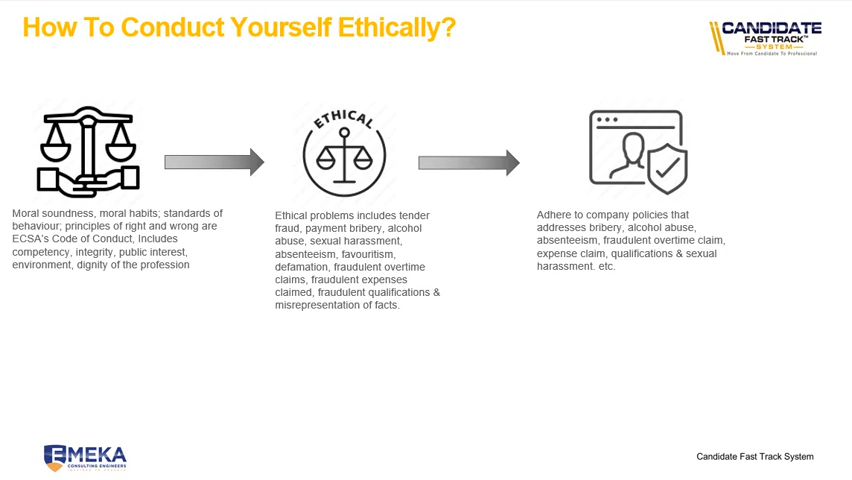 How To Conduct Yourself Ethically?
CANDIDATE
FAST TRACK™
SYSTEM
Move From Candidate To Professional
ETHICAL
Moral soundness, moral habits; standards of
behaviour; principles of right and wrong are
ECSA's Code of Conduct, Includes
competency, integrity, public interest,
environment, dignity of the profession
Ethical problems includes tender
fraud, payment bribery, alcohol
abuse, sexual harassment,
absenteeism, favouritism,
defamation, fraudulent overtime
claims, fraudulent expenses
claimed, fraudulent qualifications &
misrepresentation of facts.
Adhere to company policies that
addresses bribery, alcohol abuse,
absenteeism, fraudulent overtime claim,
expense claim, qualifications & sexual
harassment. etc.
EMEKA
CONSULTING ENGINEERS
Candidate Fast Track System